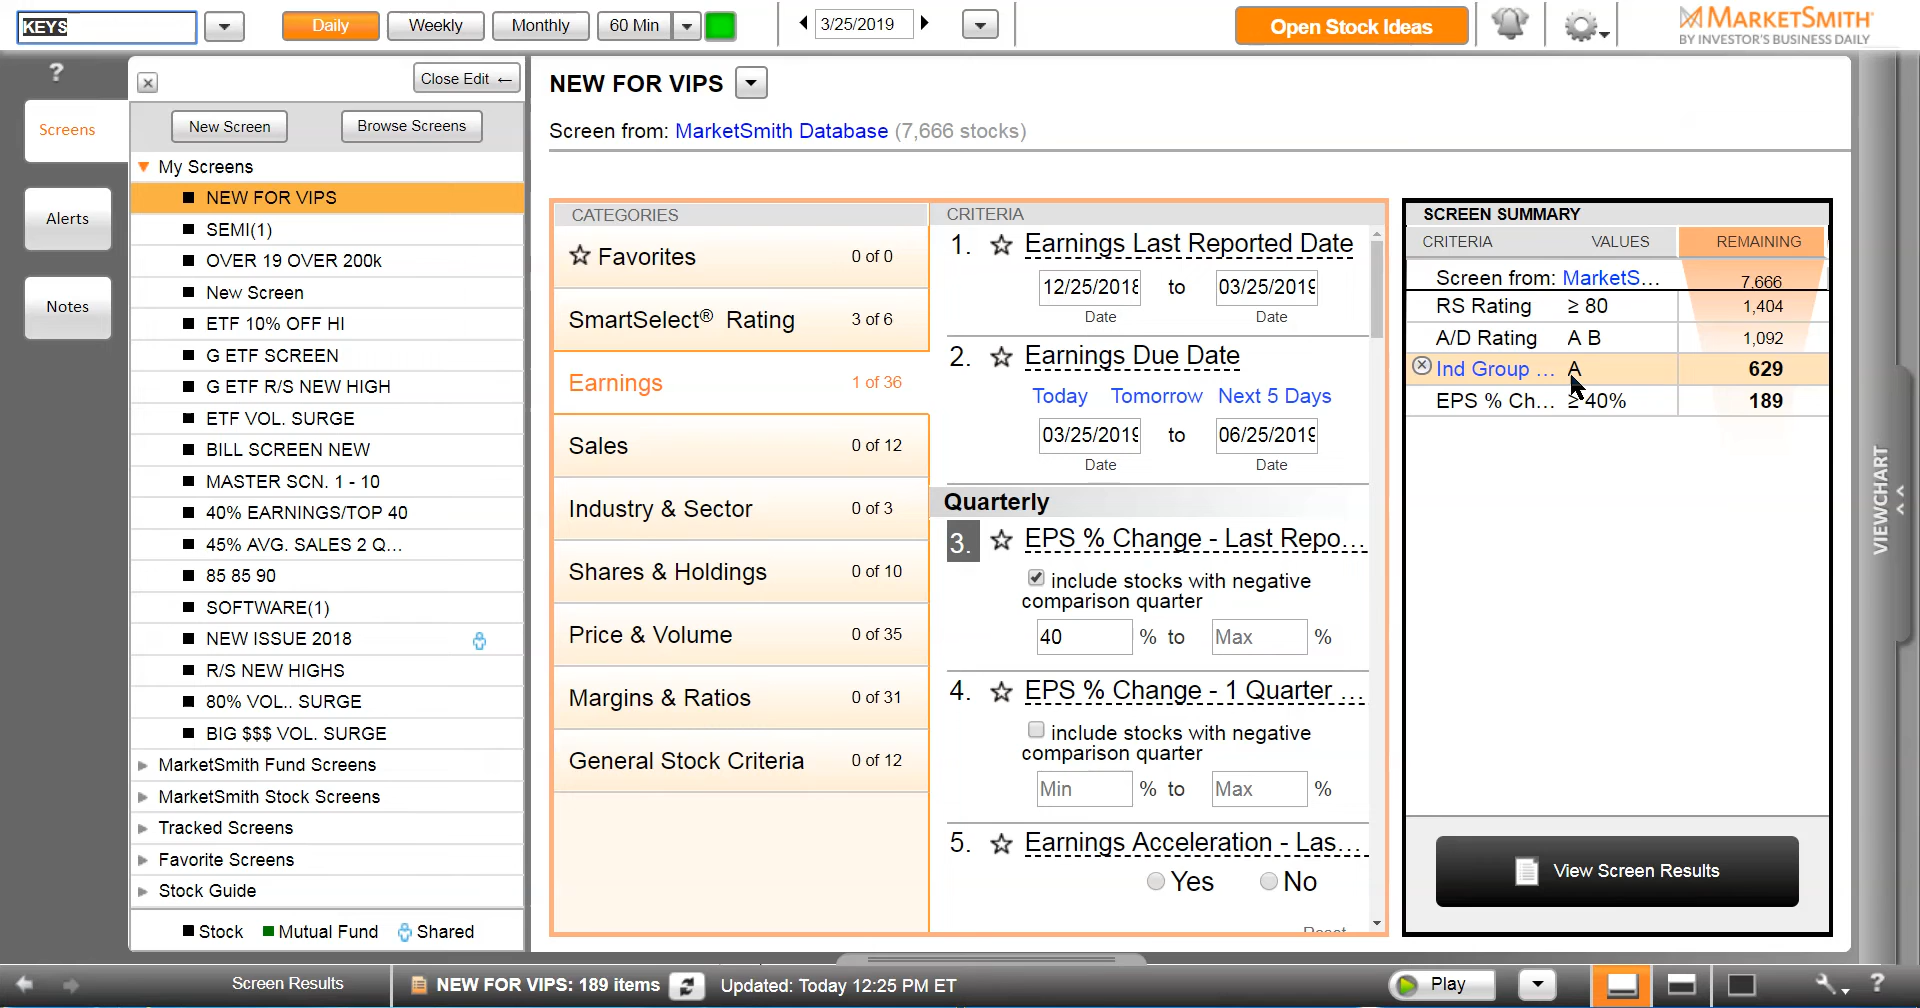 KEYS
Daily
Weekly
Monthly
60 Min
3/25/2019
Open Stock Ideas
MARKETSMITH
BY INVESTOR'S BUSINESS DAILY
?
Screens
Alerts
Notes
Close Edit ←
New Screen
Browse Screens
My Screens
NEW FOR VIPS
SEMI(1)
OVER 19 OVER 200k
New Screen
ETF 10% OFF HI
G ETF SCREEN
G ETF R/S NEW HIGH
ETF VOL. SURGE
BILL SCREEN NEW
MASTER SCN. 1 - 10
40% EARNINGS/TOP 40
45% AVG. SALES 2 Q...
85 85 90
SOFTWARE(1)
NEW ISSUE 2018
R/S NEW HIGHS
80% VOL.. SURGE
BIG $$$ VOL. SURGE
MarketSmith Fund Screens
MarketSmith Stock Screens
Tracked Screens
Favorite Screens
Stock Guide
Stock Mutual Fund Shared
NEW FOR VIPS
Screen from: MarketSmith Database (7,666 stocks)
CATEGORIES
Favorites 0 of 0
SmartSelect® Rating 3 of 6
Earnings 1 of 36
Sales 0 of 12
Industry & Sector 0 of 3
Shares & Holdings 0 of 10
Price & Volume 0 of 35
Margins & Ratios 0 of 31
General Stock Criteria 0 of 12
CRITERIA
1. Earnings Last Reported Date
12/25/2018 to 03/25/2019
Date Date
2. Earnings Due Date
Today Tomorrow Next 5 Days
03/25/2019 to 06/25/2019
Date Date
Quarterly
3. EPS % Change - Last Repo...
include stocks with negative
comparison quarter
40 % to Max %
4. EPS % Change - 1 Quarter ...
include stocks with negative
comparison quarter
Min % to Max %
5. Earnings Acceleration - Las...
Yes No
SCREEN SUMMARY
CRITERIA VALUES REMAINING
Screen from: MarketS... 7,666
RS Rating ≥ 80 1,404
A/D Rating A B 1,092
Ind Group ... A 629
EPS % Ch... ≥ 40% 189
View Screen Results
VIEWCHART
Screen Results
NEW FOR VIPS: 189 items
Updated: Today 12:25 PM ET
Play
?